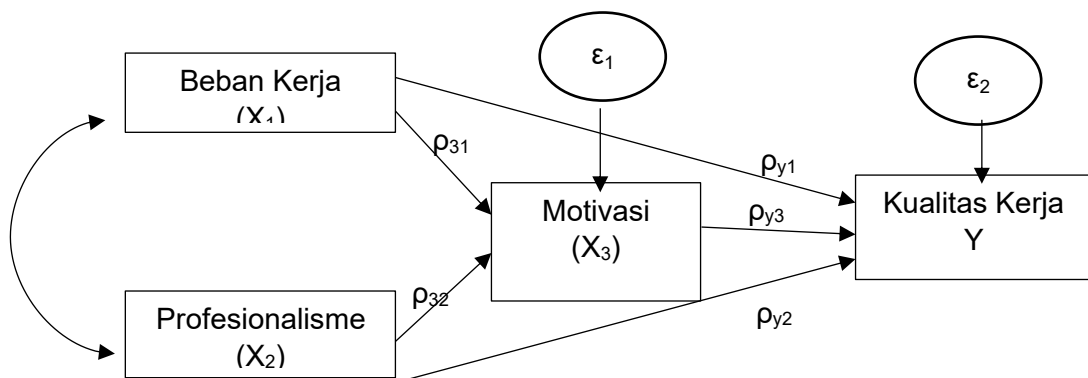 ε₁
ε₂
Beban Kerja
(X₁)
ρ₃₁
ρy₁
Motivasi
(X₃)
ρy₃
Kualitas Kerja
Y
ρ₃₂
Profesionalisme
(X₂)
ρy₂